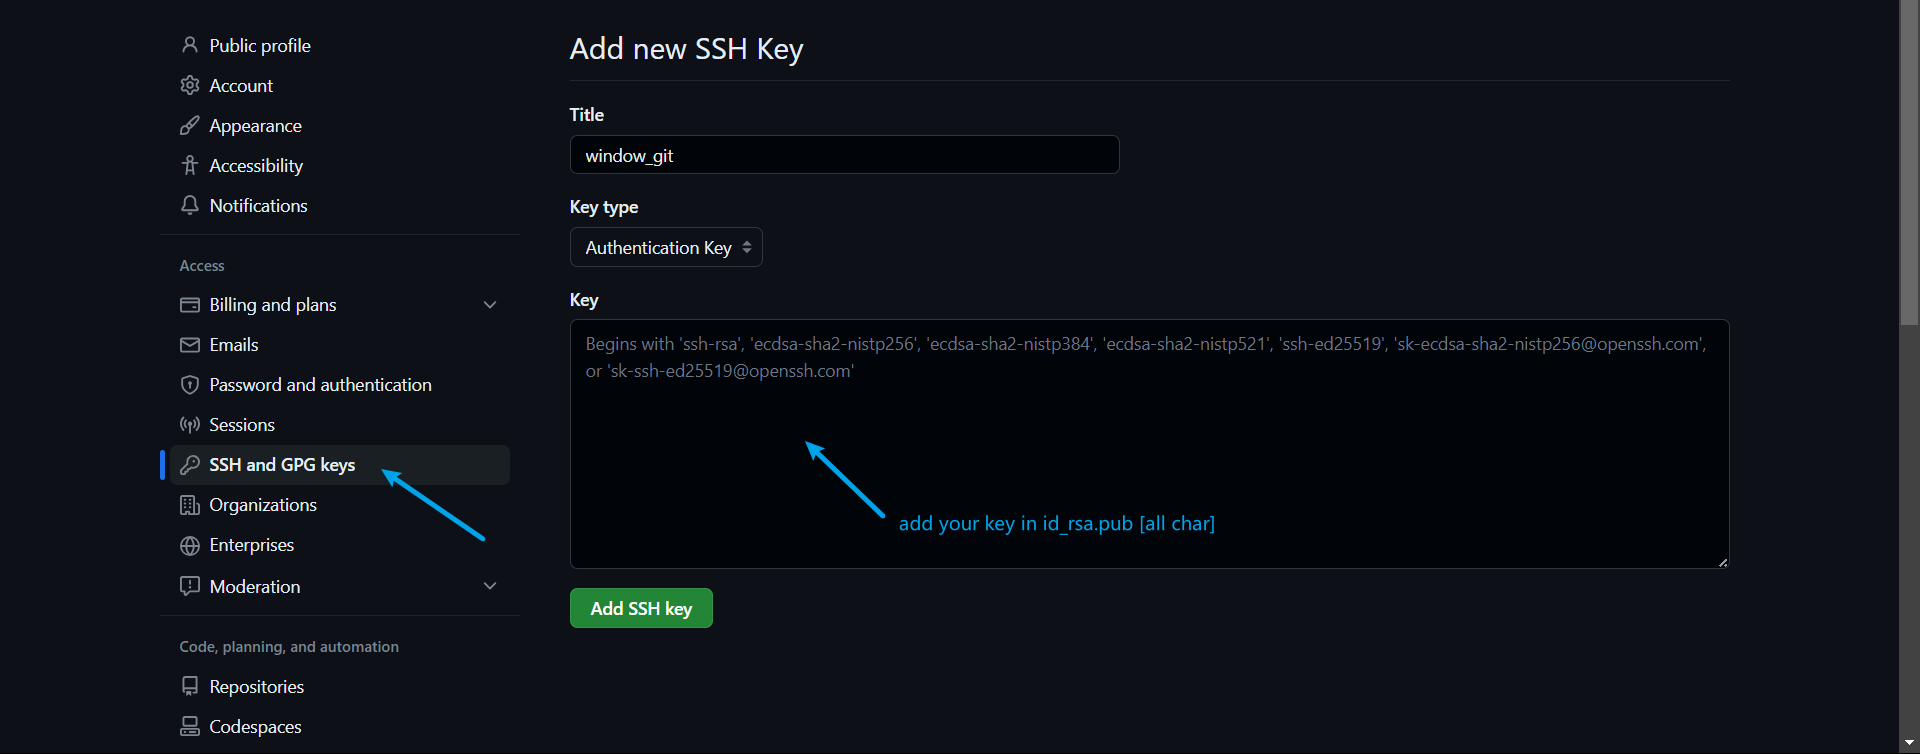 Public profile
Account
Appearance
Accessibility
Notifications
Access
Billing and plans
Emails
Password and authentication
Sessions
SSH and GPG keys
Organizations
Enterprises
Moderation
Code, planning, and automation
Repositories
Codespaces
Add new SSH Key
Title
window_git
Key type
Authentication Key
Key
Begins with 'ssh-rsa', 'ecdsa-sha2-nistp256', 'ecdsa-sha2-nistp384', 'ecdsa-sha2-nistp521', 'ssh-ed25519', 'sk-ecdsa-sha2-nistp256@openssh.com',
or 'sk-ssh-ed25519@openssh.com'
add your key in id_rsa.pub [all char]
Add SSH key